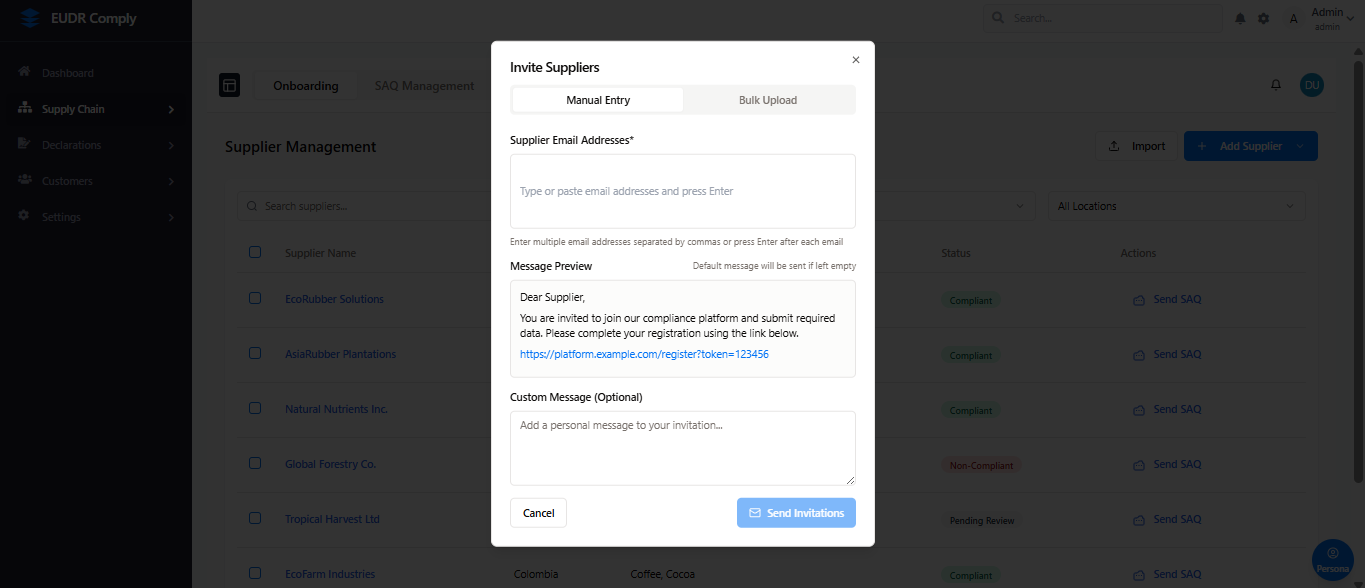 EUDR Comply
Search...
A
Admin
admin
Dashboard
Supply Chain
Declarations
Customers
Settings
Onboarding
SAQ Management
DU
Supplier Management
Import
Add Supplier
Search suppliers...
All Locations
Supplier Name
Status
Actions
EcoRubber Solutions
Compliant
Send SAQ
AsiaRubber Plantations
Compliant
Send SAQ
Natural Nutrients Inc.
Compliant
Send SAQ
Global Forestry Co.
Non-Compliant
Send SAQ
Tropical Harvest Ltd
Pending Review
Send SAQ
EcoFarm Industries
Colombia
Coffee, Cocoa
Compliant
Send SAQ
Persona
Invite Suppliers
Manual Entry
Bulk Upload
Supplier Email Addresses*
Type or paste email addresses and press Enter
Enter multiple email addresses separated by commas or press Enter after each email
Message Preview
Default message will be sent if left empty
Dear Supplier,
You are invited to join our compliance platform and submit required
data. Please complete your registration using the link below.
https://platform.example.com/register?token=123456
Custom Message (Optional)
Add a personal message to your invitation...
Cancel
Send Invitations